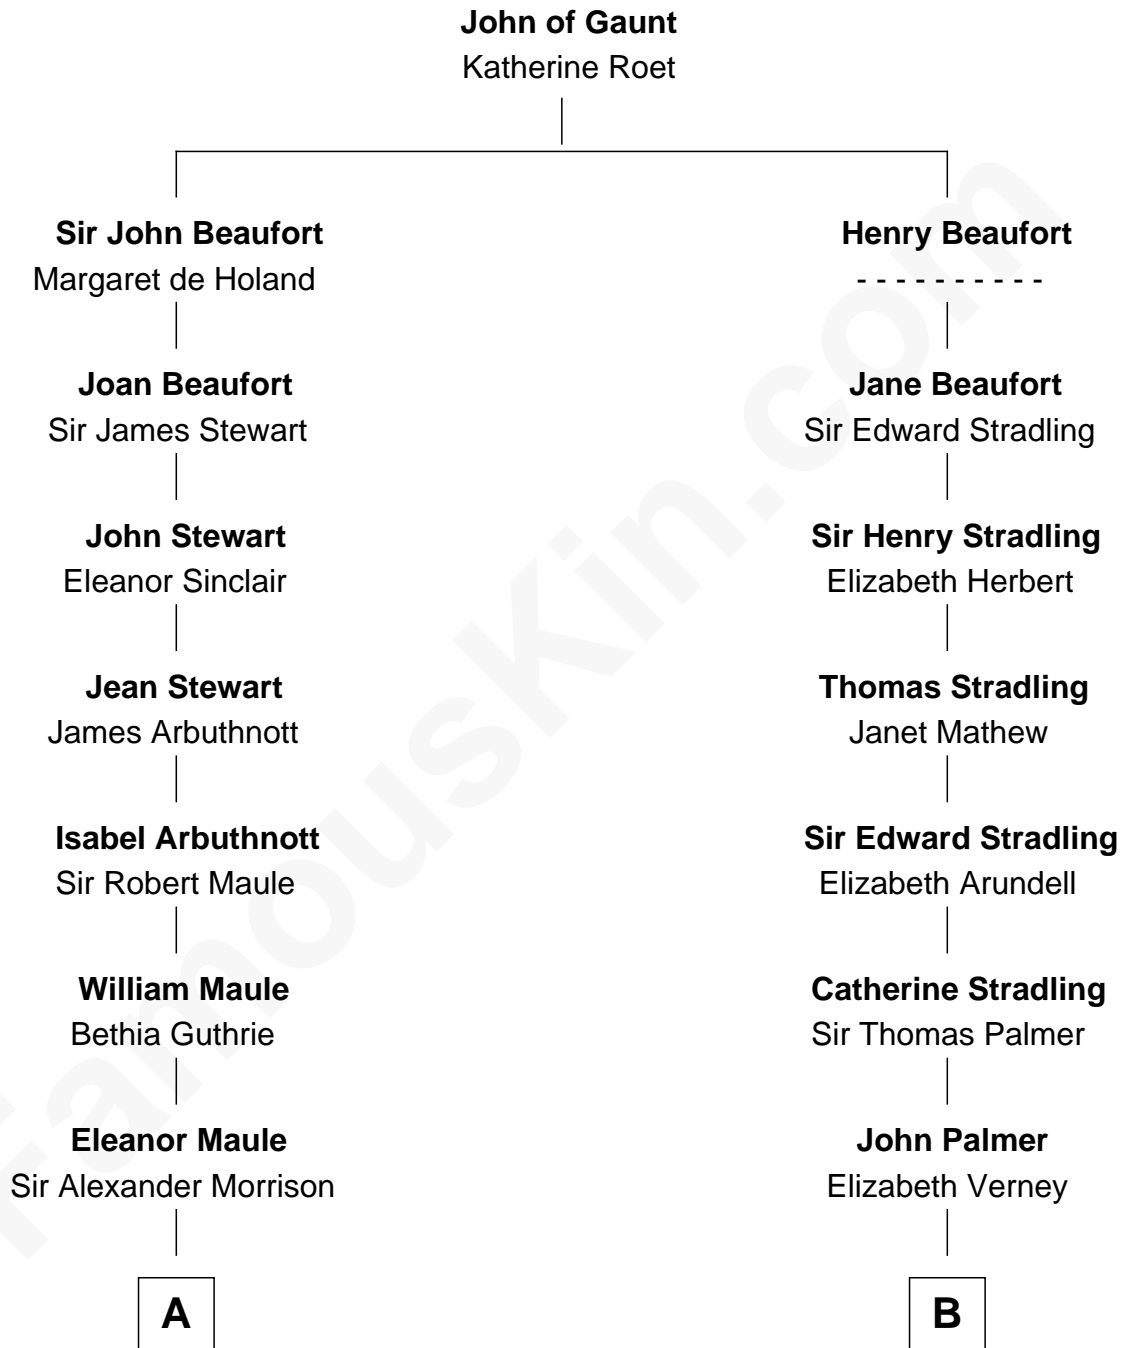 John of Gaunt
Katherine Roet
Sir John Beaufort
Margaret de Holand
Henry Beaufort
- - - - - - - - - -
Joan Beaufort
Sir James Stewart
Jane Beaufort
Sir Edward Stradling
John Stewart
Eleanor Sinclair
Sir Henry Stradling
Elizabeth Herbert
Jean Stewart
James Arbuthnott
Thomas Stradling
Janet Mathew
Isabel Arbuthnott
Sir Robert Maule
Sir Edward Stradling
Elizabeth Arundell
William Maule
Bethia Guthrie
Catherine Stradling
Sir Thomas Palmer
Eleanor Maule
Sir Alexander Morrison
John Palmer
Elizabeth Verney
A
B
FamousKin.com